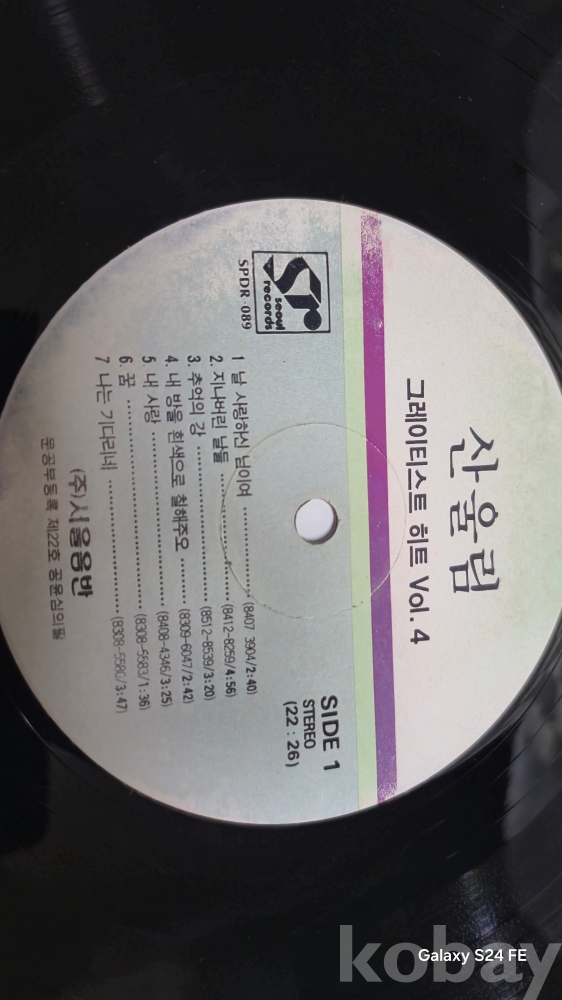 산울림
그레이티스트 히트 Vol. 4
seoul records
SPDR 089
SIDE 1
STEREO
(22 : 26)
1 날 사랑하신 님이여 (8407 3904/2:40)
2. 지나버린 날들 (8412-8259/4:56)
3. 추억의 강 (8512-8539/3:20)
4. 내 방을 흰색으로 칠해주오 (8309-6047/2:42)
5. 내 사랑 (8408-4346/3:25)
6. 꿈 (8308-5583/1:36)
7 나는 기다리네 (8308-5580/3:47)
(주)서울음반
문공부등록 제22호 공윤심의필
kobay
Galaxy S24 FE